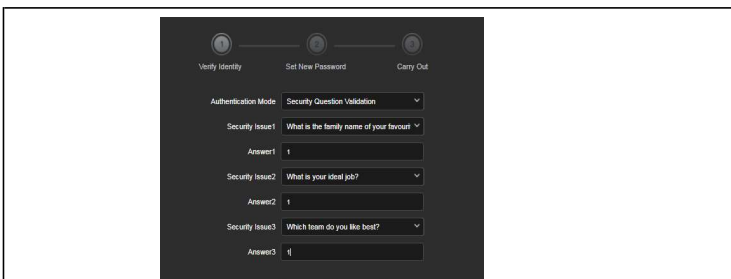 1 2 3
Verify Identity Set New Password Carry Out
Authentication Mode Security Question Validation
Security Issue1 What is the family name of your favourit
Answer1 1
Security Issue2 What is your ideal job?
Answer2 1
Security Issue3 Which team do you like best?
Answer3 1